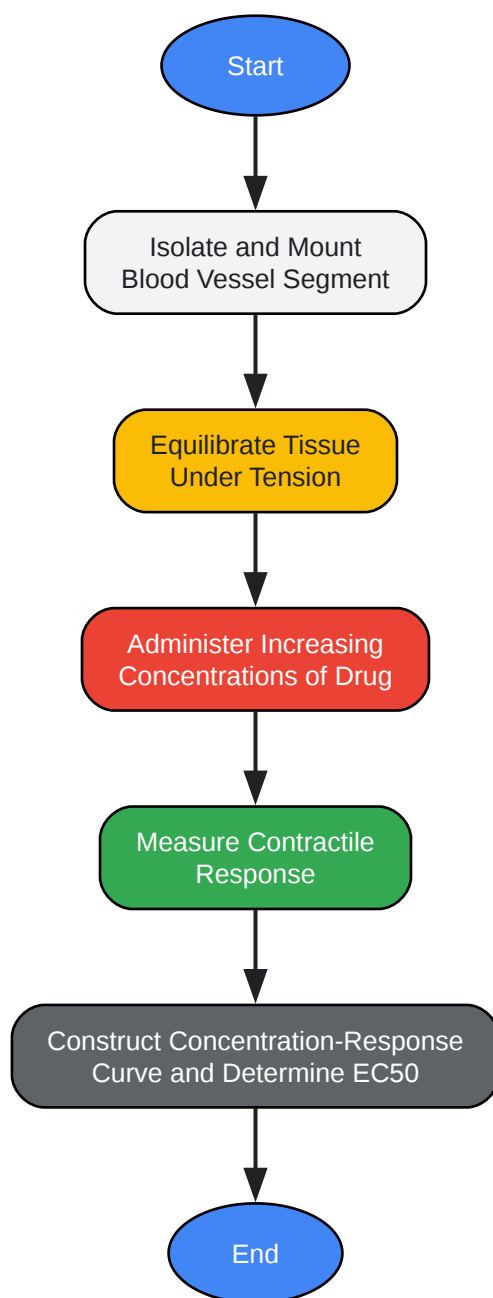 Start
Isolate and Mount
Blood Vessel Segment
Equilibrate Tissue
Under Tension
Administer Increasing
Concentrations of Drug
Measure Contractile
Response
Construct Concentration-Response
Curve and Determine EC50
End